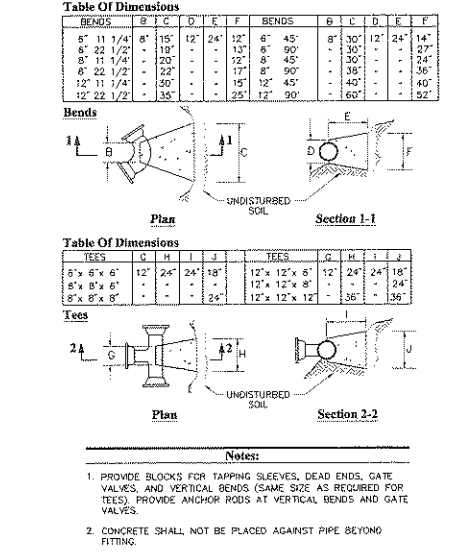 Table Of Dimensions
BENDS B C D E F BENDS B C D E F
6" 11 1/4° 8" 15" 12" 24" 12" 6" 45° 8" 30" 12" 24" 14"
6" 22 1/2° " 19" " " 13" 6" 90° " 30" " " 27"
8" 11 1/4° " 20" " " 12" 8" 45° " 30" " " 24"
8" 22 1/2° " 22" " " 17" 8" 90° " 38" " " 36"
12" 11 1/4° " 30" " " 15" 12" 45° " 40" " " 40"
12" 22 1/2° " 35" " " 25" 12" 90° " 60" " " 52"
Bends
1 1
B C
E
D F
UNDISTURBED
SOIL
Plan
Section 1-1
Table Of Dimensions
TEES G H I J TEES G H I J
6"x 6"x 6" 12" 24" 24" 18" 12"x 12"x 6" 12" 24" 24" 18"
8"x 8"x 6" " " " " 12"x 12"x 8" " " " 24"
8"x 8"x 8" " " " 24" 12"x 12"x 12" " 36" " 36"
Tees
2 2
G H
I
J
UNDISTURBED
SOIL
Plan
Section 2-2
Notes:
1. PROVIDE BLOCKS FOR TAPPING SLEEVES, DEAD ENDS, GATE
VALVES, AND VERTICAL BENDS (SAME SIZE AS REQUIRED FOR
TEES). PROVIDE ANCHOR RODS AT VERTICAL BENDS AND GATE
VALVES.
2. CONCRETE SHALL NOT BE PLACED AGAINST PIPE BEYOND
FITTING.